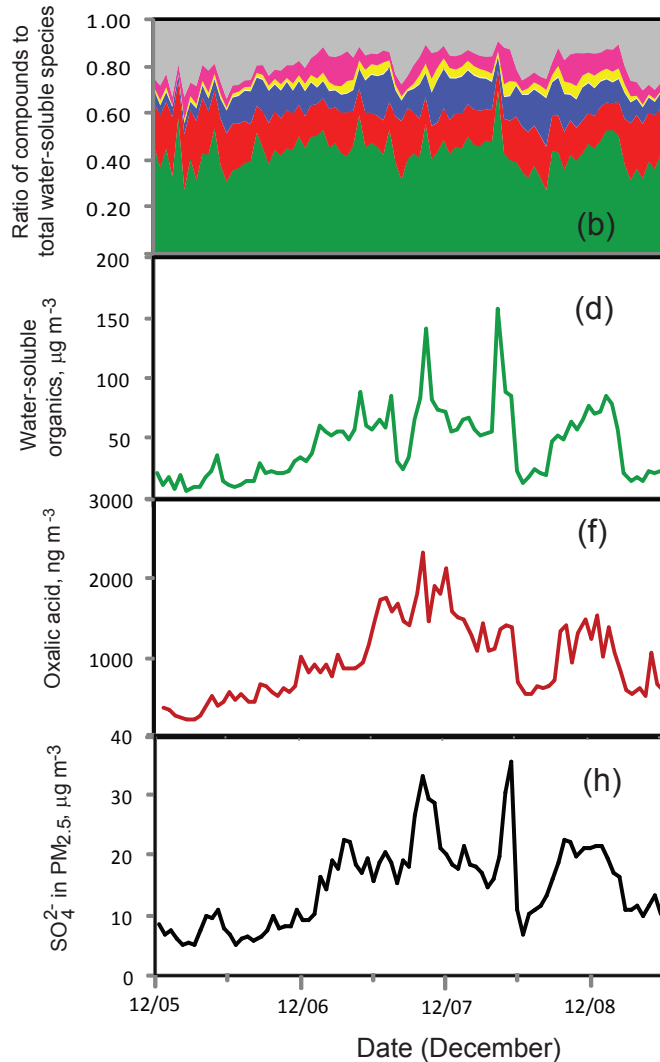 Ratio of compounds to
total water-soluble species
1.00
0.80
0.60
0.40
0.20
(b)
Water-soluble
organics, μg m-3
200
150
100
50
(d)
Oxalic acid, ng m-3
3000
2000
1000
(f)
SO4 2- in PM2.5, μg m-3
40
30
20
10
0
(h)
12/05
12/06
12/07
12/08
Date (December)